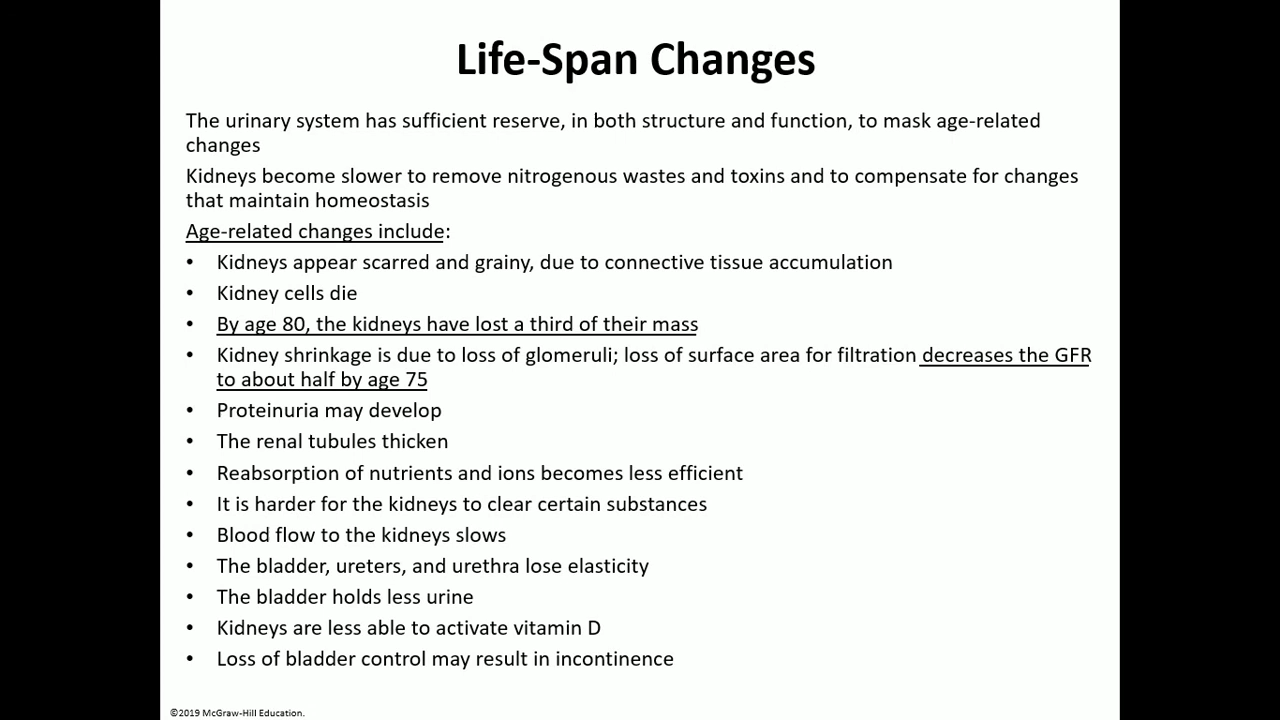 Life-Span Changes
The urinary system has sufficient reserve, in both structure and function, to mask age-related
changes
Kidneys become slower to remove nitrogenous wastes and toxins and to compensate for changes
that maintain homeostasis
Age-related changes include:
• Kidneys appear scarred and grainy, due to connective tissue accumulation
• Kidney cells die
• By age 80, the kidneys have lost a third of their mass
• Kidney shrinkage is due to loss of glomeruli; loss of surface area for filtration decreases the GFR
to about half by age 75
• Proteinuria may develop
• The renal tubules thicken
• Reabsorption of nutrients and ions becomes less efficient
• It is harder for the kidneys to clear certain substances
• Blood flow to the kidneys slows
• The bladder, ureters, and urethra lose elasticity
• The bladder holds less urine
• Kidneys are less able to activate vitamin D
• Loss of bladder control may result in incontinence
©2019 McGraw-Hill Education.